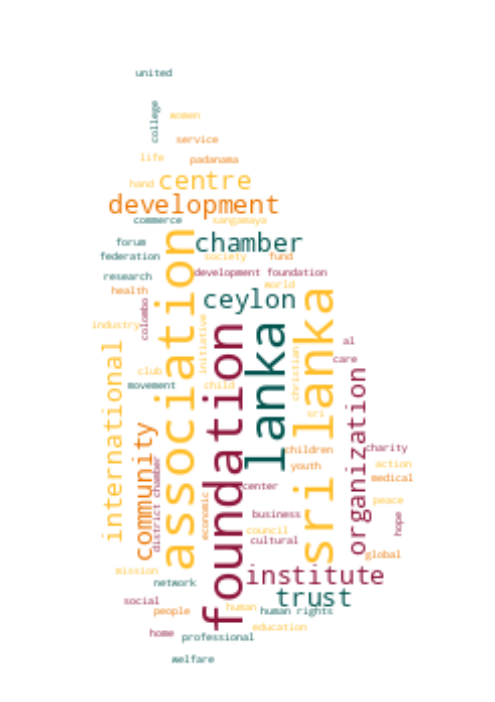 united
college
women
service
life
padanama
hand
centre
development
commerce
sangamaya
forum
chamber
federation
society
fund
research
development foundation
health
world
ceylon
colombo
industry
association
initiative
foundation
lanka
sri lanka
christian
al
care
international
club
movement
child
sri
organization
community
district chamber
children
charity
youth
action
medical
center
economic
peace
business
hope
council
cultural
global
mission
institute
network
trust
social
people
human
human rights
education
home
professional
welfare